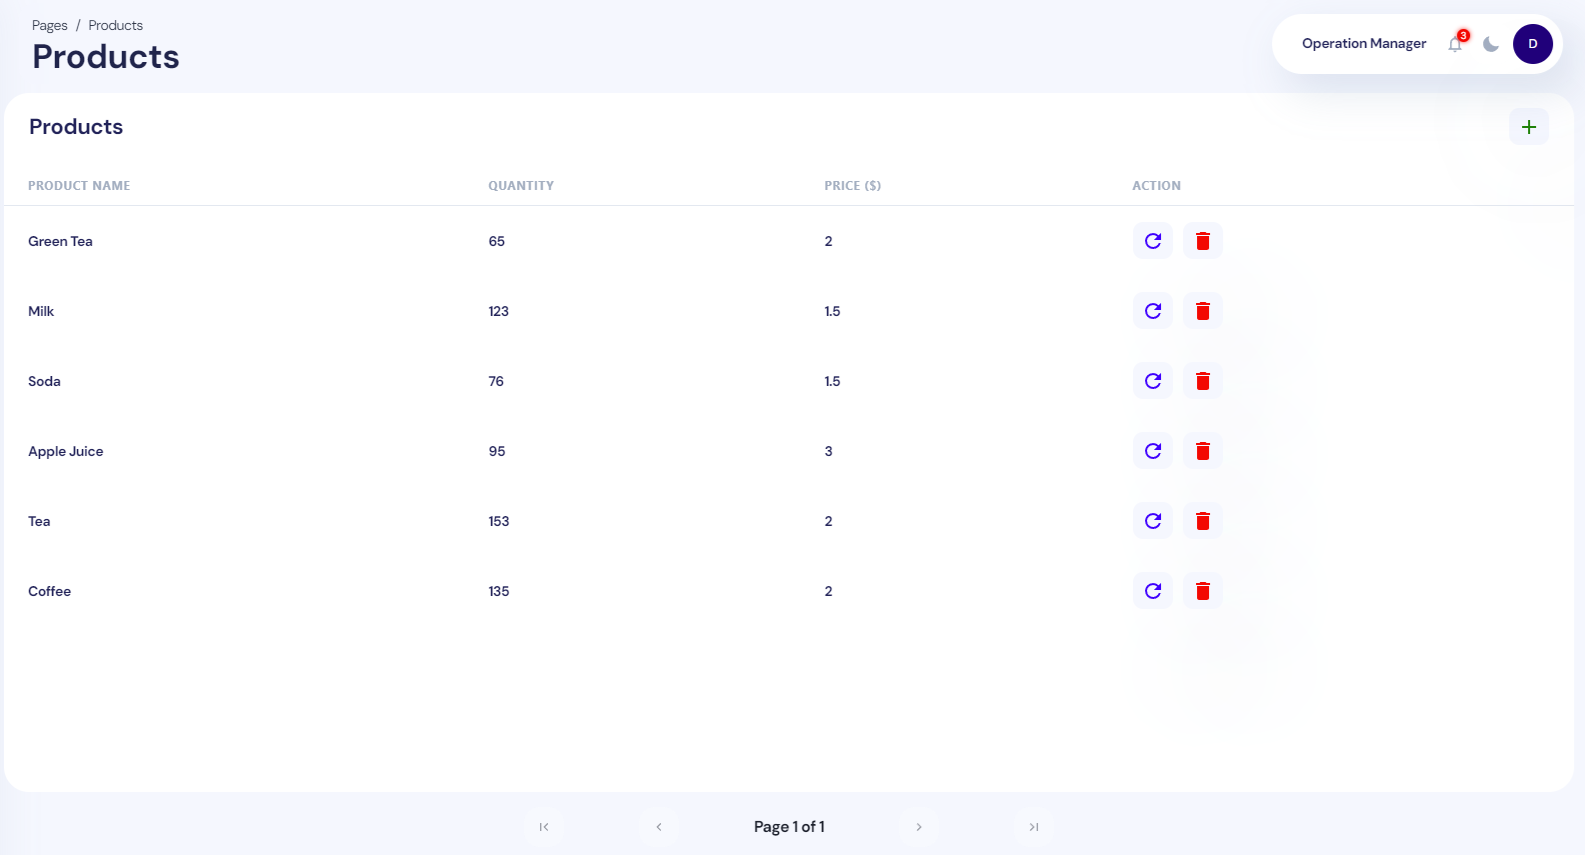 Pages / Products
Products
Operation Manager 3 D
Products
PRODUCT NAME QUANTITY PRICE ($) ACTION
Green Tea 65 2
Milk 123 1.5
Soda 76 1.5
Apple Juice 95 3
Tea 153 2
Coffee 135 2
Page 1 of 1